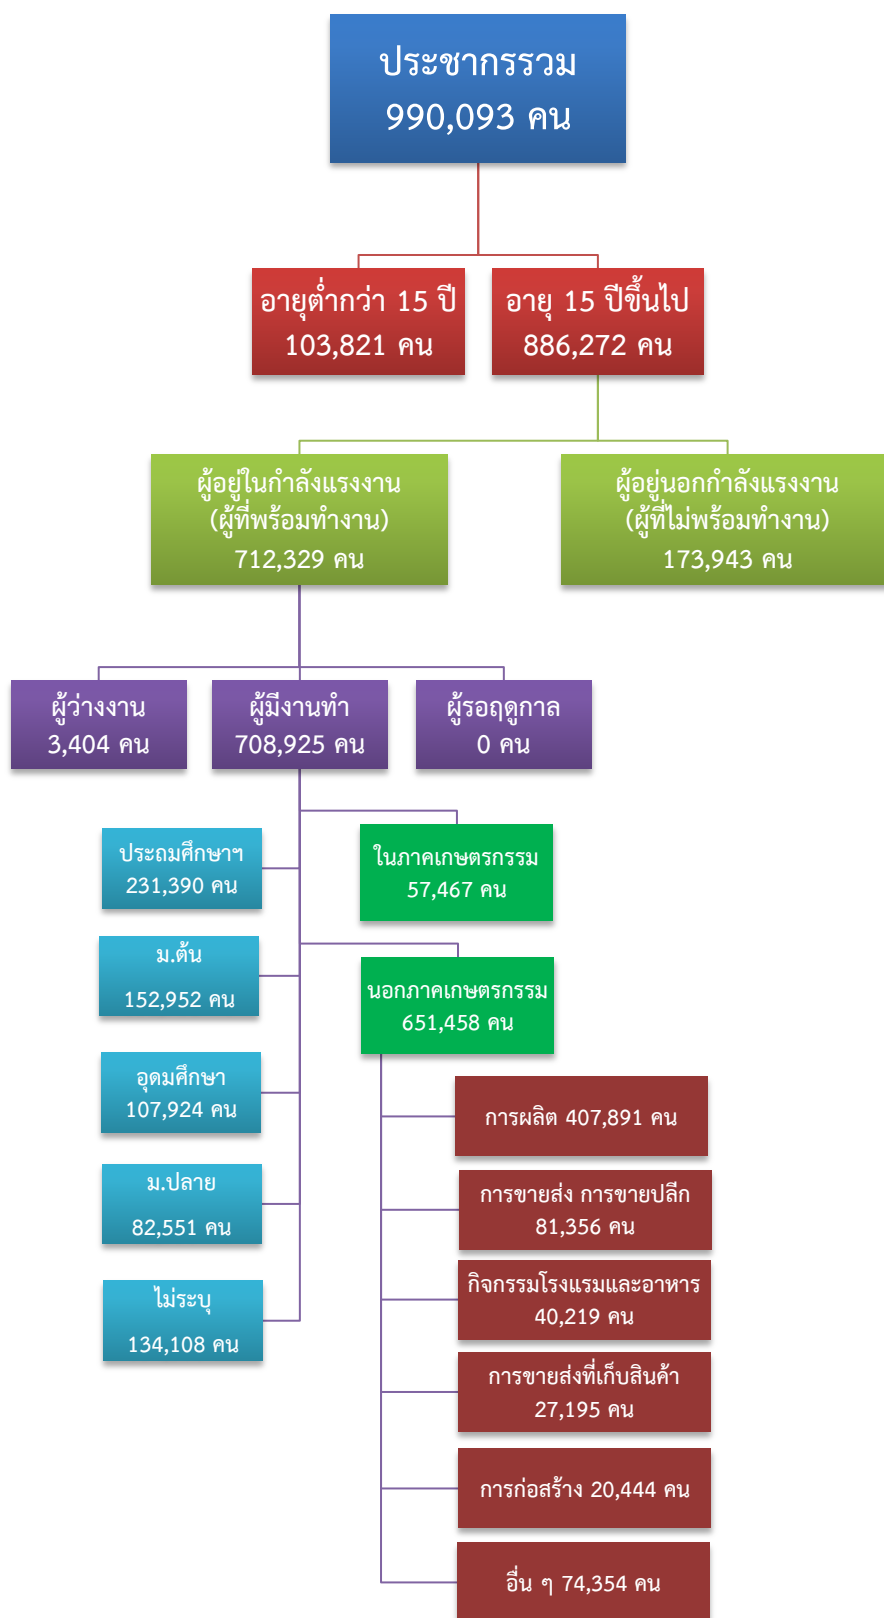 ประชากรรวม
990,093 คน
อายุต่ำกว่า 15 ปี
103,821 คน
อายุ 15 ปีขึ้นไป
886,272 คน
ผู้อยู่ในกำลังแรงงาน
(ผู้ที่พร้อมทำงาน)
712,329 คน
ผู้อยู่นอกกำลังแรงงาน
(ผู้ที่ไม่พร้อมทำงาน)
173,943 คน
ผู้ว่างงาน
3,404 คน
ผู้มีงานทำ
708,925 คน
ผู้รอฤดูกาล
0 คน
ประถมศึกษาฯ
231,390 คน
ม.ต้น
152,952 คน
อุดมศึกษา
107,924 คน
ม.ปลาย
82,551 คน
ไม่ระบุ
134,108 คน
ในภาคเกษตรกรรม
57,467 คน
นอกภาคเกษตรกรรม
651,458 คน
การผลิต 407,891 คน
การขายส่ง การขายปลีก
81,356 คน
กิจกรรมโรงแรมและอาหาร
40,219 คน
การขายส่งที่เก็บสินค้า
27,195 คน
การก่อสร้าง 20,444 คน
อื่น ๆ 74,354 คน